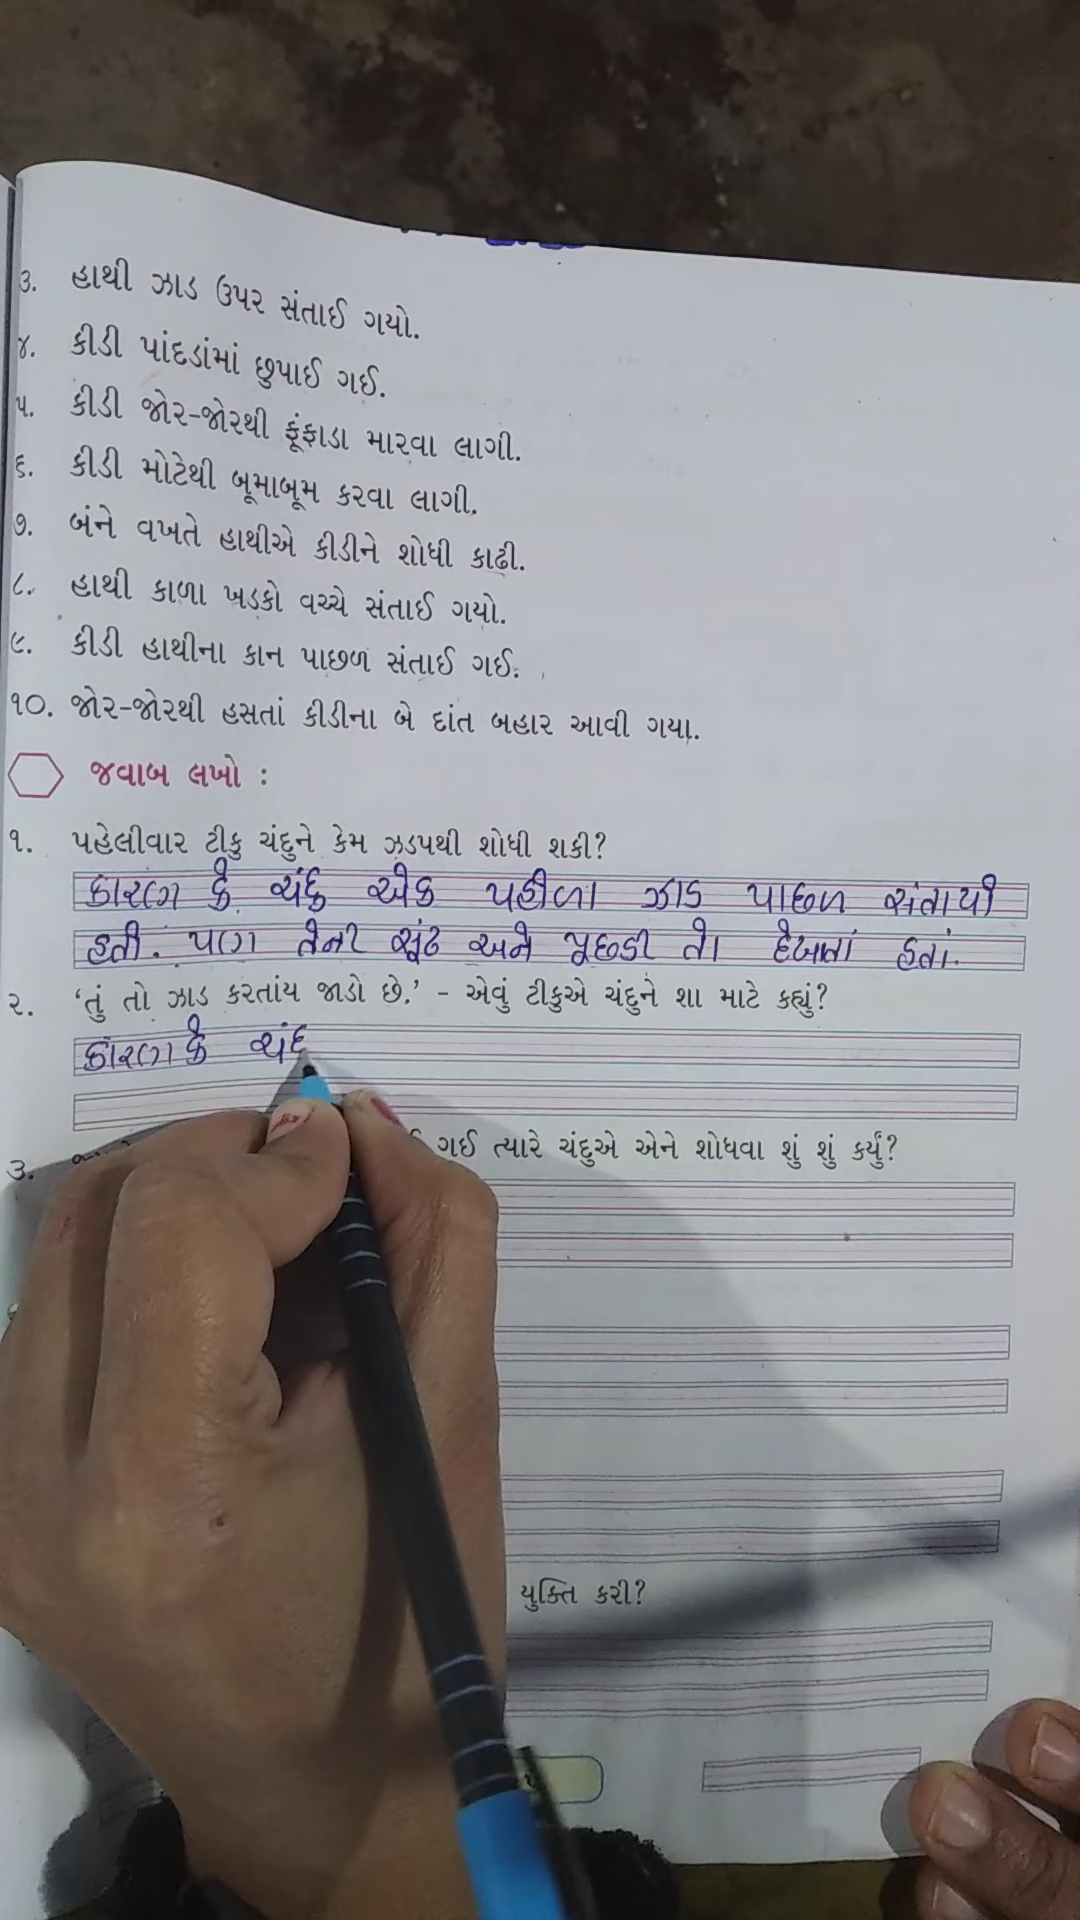 ૩. હાથી ઝાડ ઉપર સંતાઈ ગયો.
૪. કીડી પાંદડાંમાં છુપાઈ ગઈ.
૫. કીડી જોર-જોરથી ફૂંફાડા મારવા લાગી.
૬. કીડી મોટેથી બૂમાબૂમ કરવા લાગી.
૭. બંને વખતે હાથીએ કીડીને શોધી કાઢી.
૮. હાથી કાળા ખડકો વચ્ચે સંતાઈ ગયો.
૯. કીડી હાથીના કાન પાછળ સંતાઈ ગઈ.
૧૦. જોર-જોરથી હસતાં કીડીના બે દાંત બહાર આવી ગયા.
જવાબ લખો :
૧. પહેલીવાર ટીકુ ચંદુને કેમ ઝડપથી શોધી શકી?
કારણ કે ચંદુ એક પહોળા ઝાડ પાછળ સંતાયો
હતો. પણ તેની સૂંઢ અને પૂછડી તો દેખાતાં હતાં.
૨. ‘તું તો ઝાડ કરતાંય જાડો છે.’ - એવું ટીકુએ ચંદુને શા માટે કહ્યું?
કારણ કે ચંદ
૩. ગઈ ત્યારે ચંદુએ એને શોધવા શું શું કર્યું?
યુક્તિ કરી?